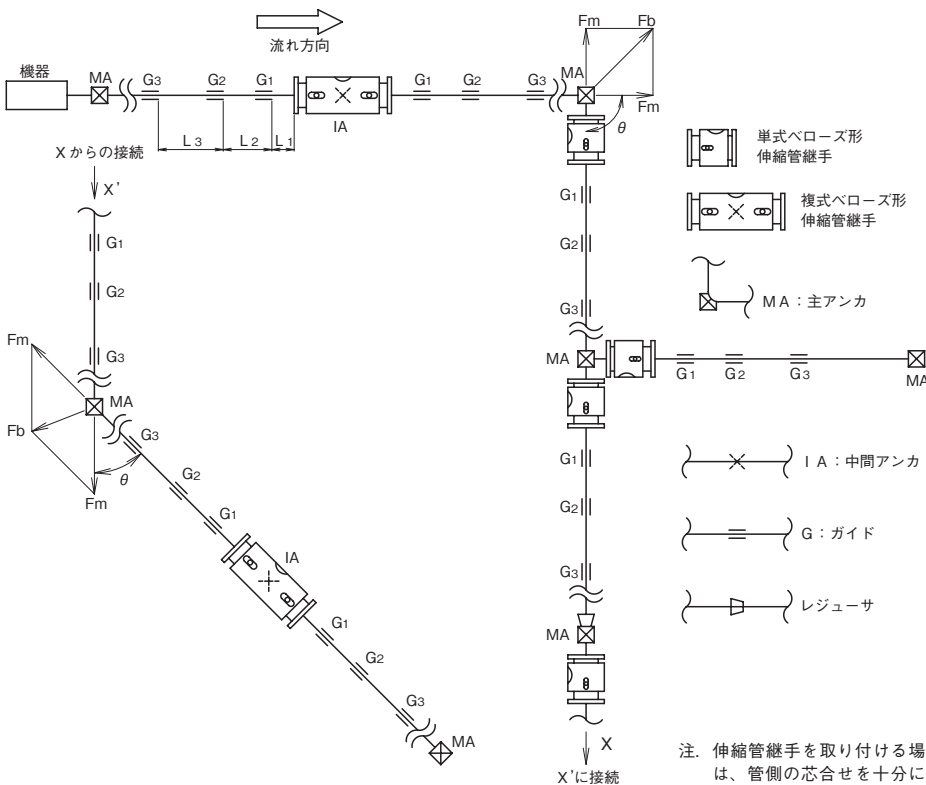 流れ方向
機器
MA
G3
G2
G1
IA
G1
G2
G3
MA
Fm
Fb
Fm
θ
L3
L2
L1
Xからの接続
X'
G1
G2
G3
MA
Fm
Fb
Fm
θ
G3
G2
G1
IA
G1
G2
G3
MA
G1
G2
G3
MA
G1
G2
G3
MA
G1
G2
G3
MA
X
X'に接続
単式ベローズ形
伸縮管継手
複式ベローズ形
伸縮管継手
MA:主アンカ
IA:中間アンカ
G:ガイド
レジューサ
注. 伸縮管継手を取り付ける場
は、管側の芯合せを十分に